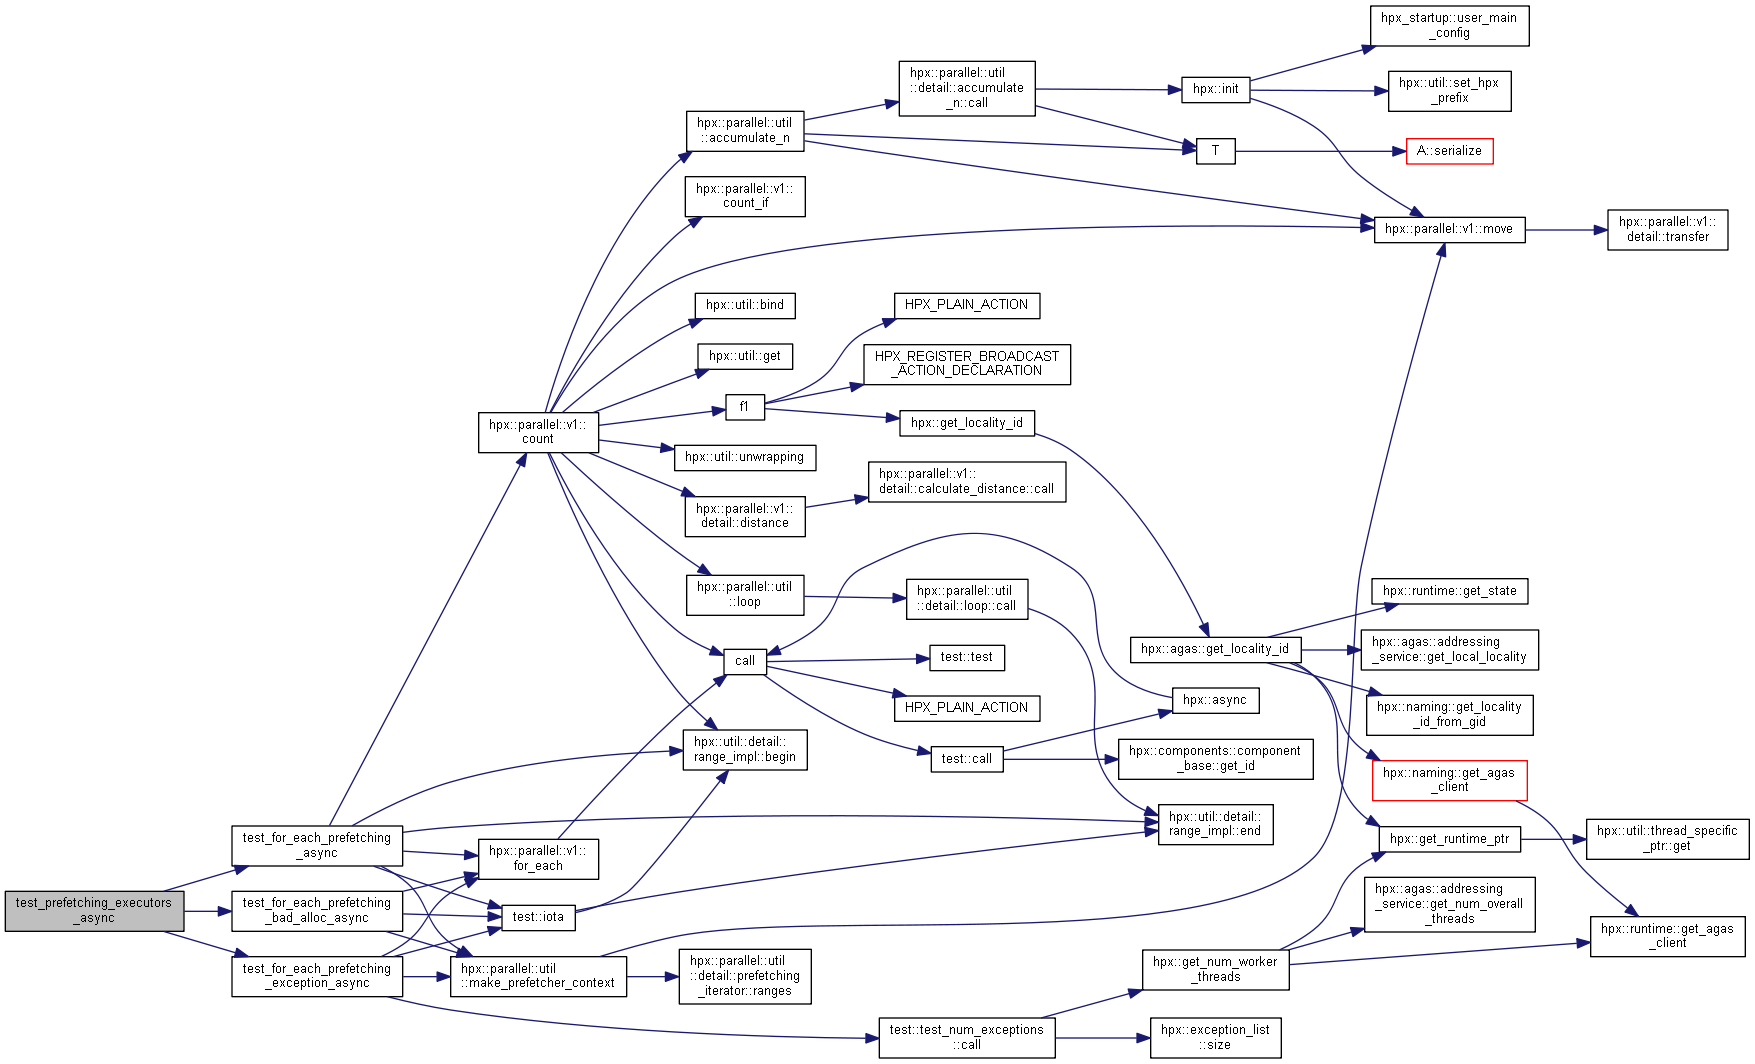 test_prefetching_executors
_async
test_for_each_prefetching
_async
test_for_each_prefetching
_bad_alloc_async
test_for_each_prefetching
_exception_async
hpx::parallel::v1::
count
hpx::parallel::v1::
for_each
test::iota
hpx::parallel::util
::make_prefetcher_context
hpx::parallel::util
::accumulate_n
hpx::parallel::v1::
count_if
hpx::util::bind
hpx::util::get
f1
hpx::util::unwrapping
hpx::parallel::v1::
detail::distance
hpx::parallel::util
::loop
call
hpx::util::detail::
range_impl::begin
hpx::parallel::util
::detail::prefetching
_iterator::ranges
hpx::parallel::util
::detail::accumulate
_n::call
HPX_PLAIN_ACTION
HPX_REGISTER_BROADCAST
_ACTION_DECLARATION
hpx::get_locality_id
hpx::parallel::v1::
detail::calculate_distance::call
hpx::parallel::util
::detail::loop::call
test::test
HPX_PLAIN_ACTION
test::call
test::test_num_exceptions
::call
hpx::init
T
hpx::agas::get_locality_id
hpx::async
hpx::components::component
_base::get_id
hpx::util::detail::
range_impl::end
hpx::get_num_worker
_threads
hpx::exception_list
::size
hpx_startup::user_main
_config
hpx::util::set_hpx
_prefix
A::serialize
hpx::parallel::v1::move
hpx::runtime::get_state
hpx::agas::addressing
_service::get_local_locality
hpx::naming::get_locality
_id_from_gid
hpx::naming::get_agas
_client
hpx::get_runtime_ptr
hpx::agas::addressing
_service::get_num_overall
_threads
hpx::parallel::v1::
detail::transfer
hpx::util::thread_specific
_ptr::get
hpx::runtime::get_agas
_client